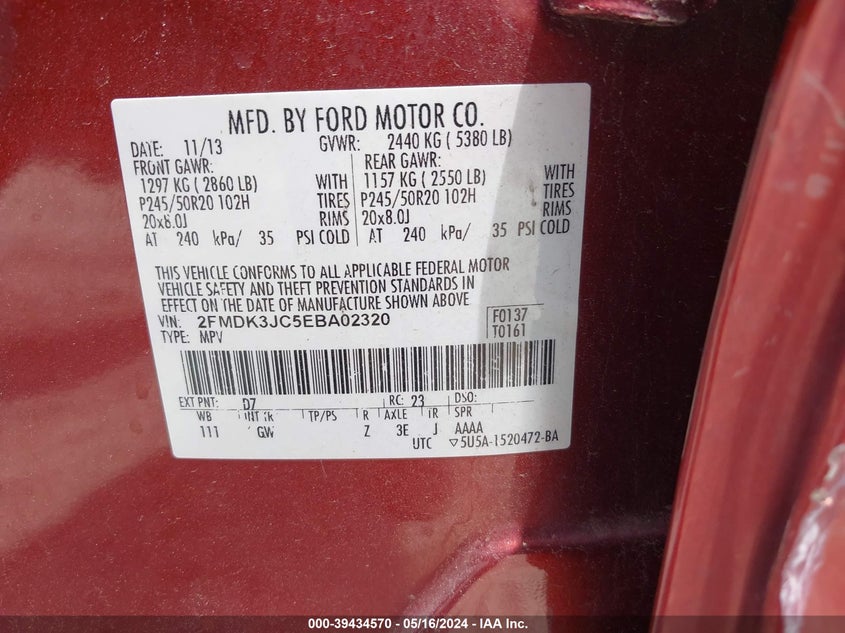 MFD. BY FORD MOTOR CO.
DATE: 11/13 GVWR: 2440 KG ( 5380 LB)
FRONT GAWR: REAR GAWR:
1297 KG ( 2860 LB) WITH 1157 KG ( 2550 LB) WITH
P245/50R20 102H TIRES P245/50R20 102H TIRES
20x8.0J RIMS 20x8.0J RIMS
AT 240 kPa/ 35 PSI COLD AT 240 kPa/ 35 PSI COLD
THIS VEHICLE CONFORMS TO ALL APPLICABLE FEDERAL MOTOR
VEHICLE SAFETY AND THEFT PREVENTION STANDARDS IN
EFFECT ON THE DATE OF MANUFACTURE SHOWN ABOVE
VIN: 2FMDK3JC5EBA02320 F0137
TYPE: MPV T0161
EXT PNT: D7 RC: 23 DSO:
WB INT TR TP/PS R AXLE TR SPR
111 GW Z 3E J AAAA
UTC ▽5U5A-1520472-BA
000-39434570 — 05/16/2024 — IAA Inc.